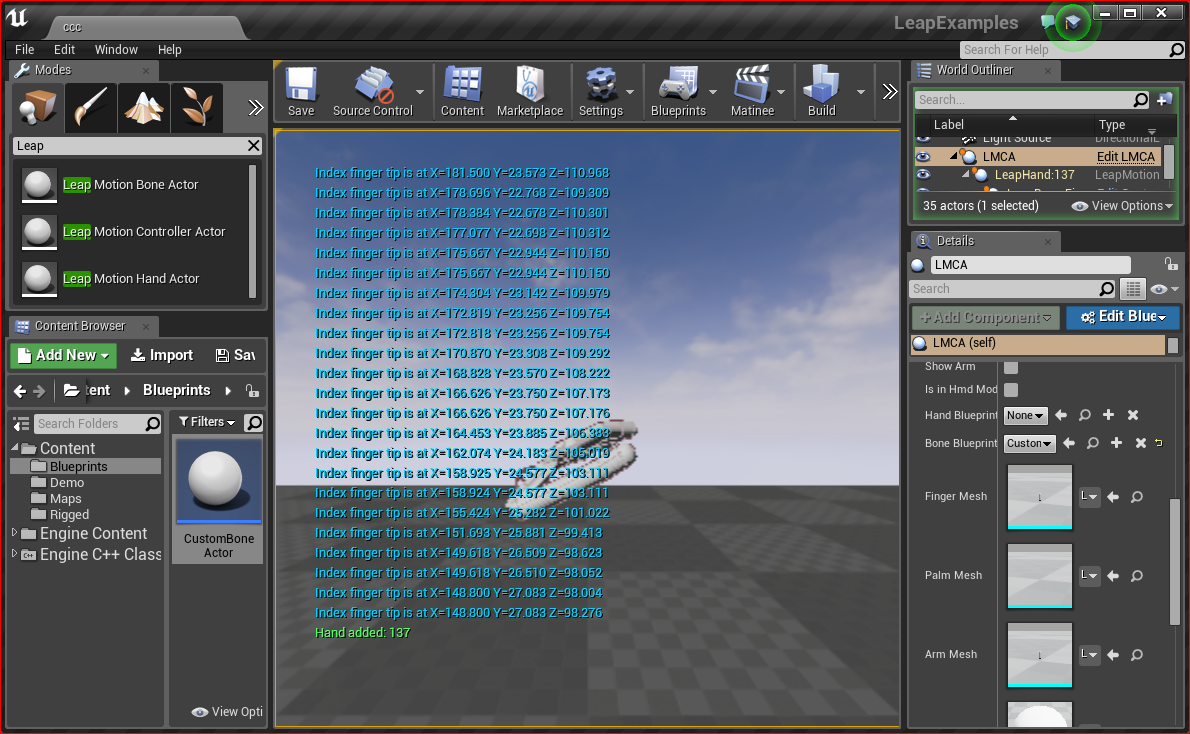 ccc
LeapExamples
File Edit Window Help
Search For Help
Modes
Leap
Leap Motion Bone Actor
Leap Motion Controller Actor
Leap Motion Hand Actor
Content Browser
Add New Import Sav
ent Blueprints
Search Folders
Filters
Content
Blueprints
Demo
Maps
Rigged
Engine Content
Engine C++ Class
CustomBone
Actor
View Opti
Save Source Control Content Marketplace Settings Blueprints Matinee Build
Index finger tip is at X=181.500 Y=23.573 Z=110.968
Index finger tip is at X=178.696 Y=22.768 Z=109.309
Index finger tip is at X=178.384 Y=22.678 Z=110.301
Index finger tip is at X=177.077 Y=22.698 Z=110.312
Index finger tip is at X=175.667 Y=22.944 Z=110.150
Index finger tip is at X=175.667 Y=22.944 Z=110.150
Index finger tip is at X=174.304 Y=23.142 Z=109.979
Index finger tip is at X=172.819 Y=23.256 Z=109.754
Index finger tip is at X=172.818 Y=23.256 Z=109.754
Index finger tip is at X=170.870 Y=23.308 Z=109.292
Index finger tip is at X=168.828 Y=23.570 Z=108.222
Index finger tip is at X=166.626 Y=23.750 Z=107.173
Index finger tip is at X=166.626 Y=23.750 Z=107.176
Index finger tip is at X=164.453 Y=23.885 Z=106.383
Index finger tip is at X=162.074 Y=24.183 Z=105.019
Index finger tip is at X=158.925 Y=24.577 Z=103.111
Index finger tip is at X=158.924 Y=24.577 Z=103.111
Index finger tip is at X=155.424 Y=25.282 Z=101.022
Index finger tip is at X=151.693 Y=25.881 Z=99.413
Index finger tip is at X=149.618 Y=26.509 Z=98.623
Index finger tip is at X=149.618 Y=26.510 Z=98.052
Index finger tip is at X=148.800 Y=27.083 Z=98.004
Index finger tip is at X=148.800 Y=27.083 Z=98.276
Hand added: 137
World Outliner
Search...
Label Type
Light Source DirectionalL
LMCA Edit LMCA
LeapHand:137 LeapMotion
35 actors (1 selected) View Options
Details
LMCA
Search
+Add Component Edit Blue
LMCA (self)
Show Arm
Is in Hmd Mod
Hand Blueprint None
Bone Blueprint Custon
Finger Mesh L
Palm Mesh L
Arm Mesh L